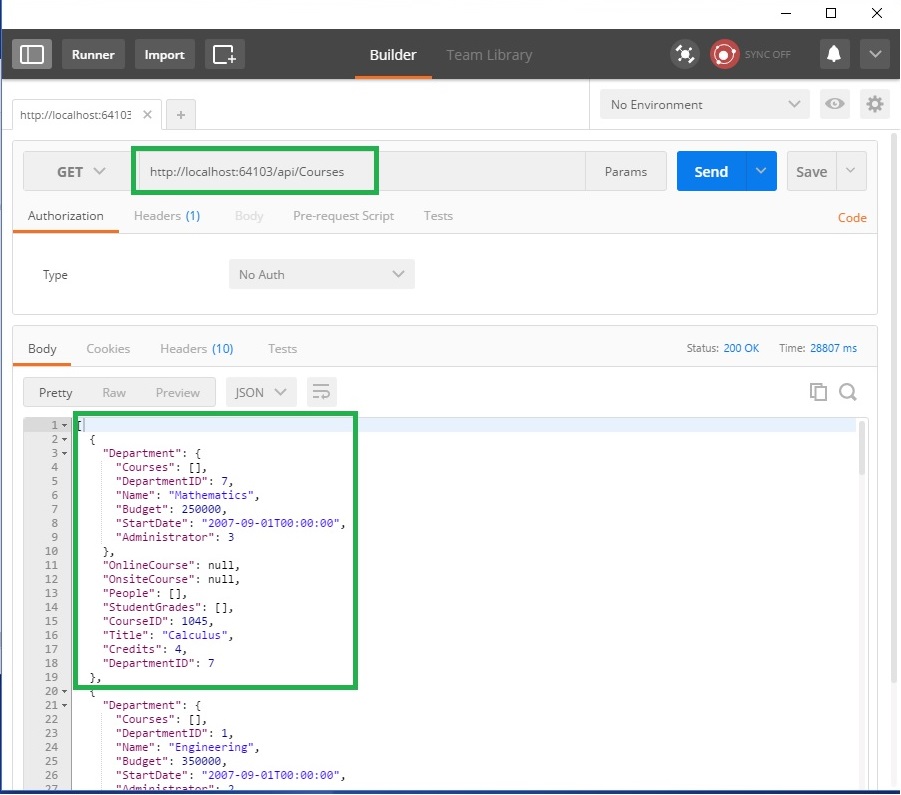 Runner Import Builder Team Library SYNC OFF
http://localhost:64103 No Environment
GET http://localhost:64103/api/Courses Params Send Save
Authorization Headers (1) Body Pre-request Script Tests Code
Type No Auth
Body Cookies Headers (10) Tests Status: 200 OK Time: 28807 ms
Pretty Raw Preview JSON
1 [
2 {
3 "Department": {
4 "Courses": [],
5 "DepartmentID": 7,
6 "Name": "Mathematics",
7 "Budget": 250000,
8 "StartDate": "2007-09-01T00:00:00",
9 "Administrator": 3
10 },
11 "OnlineCourse": null,
12 "OnsiteCourse": null,
13 "People": [],
14 "StudentGrades": [],
15 "CourseID": 1045,
16 "Title": "Calculus",
17 "Credits": 4,
18 "DepartmentID": 7
19 },
20 {
21 "Department": {
22 "Courses": [],
23 "DepartmentID": 1,
24 "Name": "Engineering",
25 "Budget": 350000,
26 "StartDate": "2007-09-01T00:00:00",
27 "Administrator": 2